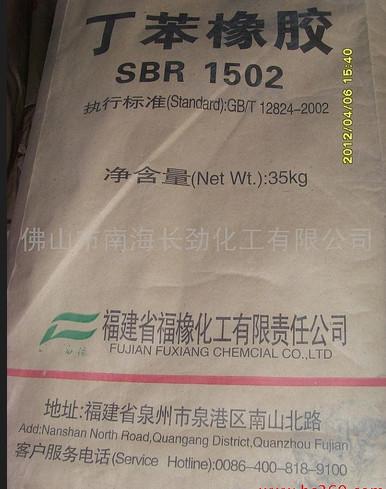 丁苯橡胶
SBR 1502
执行标准(Standard):GB/T 12824-2002
2012/04/06 15:40
净含量(Net Wt.):35kg
佛山市南海长劲化工有限公司
福建省福橡化工有限责任公司
FUJIAN FUXIANG CHEMCIAL CO.,LTD
地址:福建省泉州市泉港区南山北路
Add:Nanshan North Road,Quangang District,Quanzhou Fujian
客户服务电话(Service Hotline):0086-400-818-9100